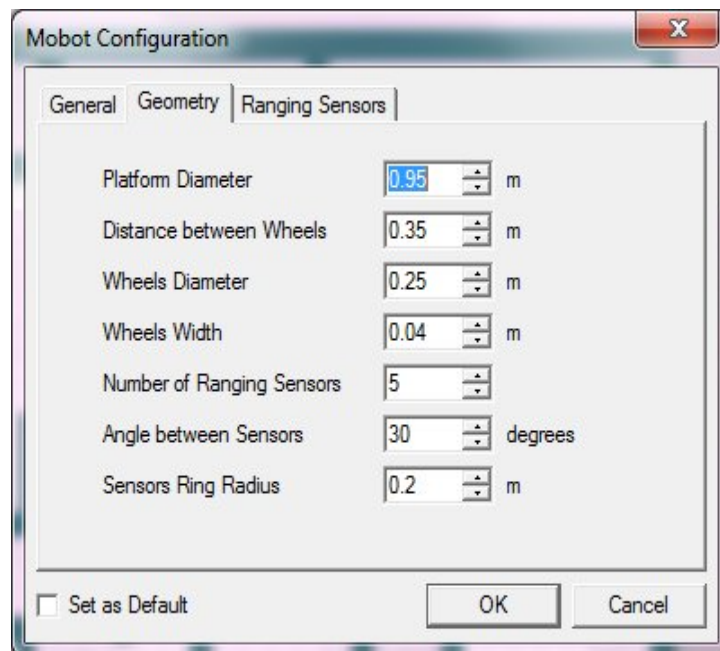 Mobot Configuration
General Geometry Ranging Sensors
Platform Diameter 0.95 m
Distance between Wheels 0.35 m
Wheels Diameter 0.25 m
Wheels Width 0.04 m
Number of Ranging Sensors 5
Angle between Sensors 30 degrees
Sensors Ring Radius 0.2 m
Set as Default OK Cancel